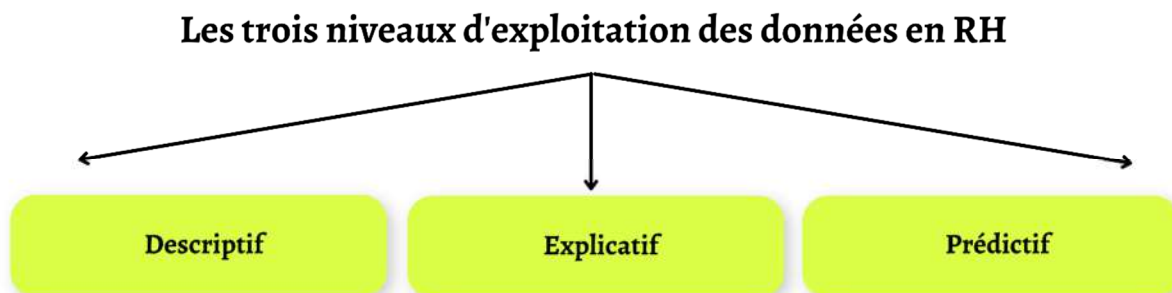 Les trois niveaux d'exploitation des données en RH
Descriptif
Explicatif
Prédictif